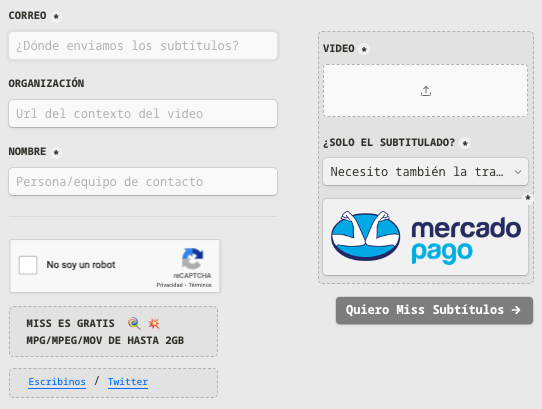 CORREO *
¿Dónde enviamos los subtítulos?
ORGANIZACIÓN
Url del contexto del video
NOMBRE *
Persona/equipo de contacto
No soy un robot
reCAPTCHA
Privacidad - Términos
MISS ES GRATIS
MPG/MPEG/MOV DE HASTA 2GB
Escribinos / Twitter
VIDEO *
¿SOLO EL SUBTITULADO? *
Necesito también la tra…
*
mercado
pago
Quiero Miss Subtítulos →